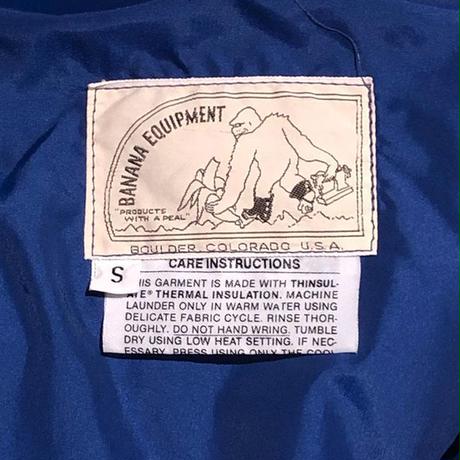 BANANA EQUIPMENT
"PRODUCTS
WITH A PEAL"
BOULDER, COLORADO U.S.A.
S
CARE INSTRUCTIONS
THIS GARMENT IS MADE WITH THINSUL-
ATE® THERMAL INSULATION. MACHINE
LAUNDER ONLY IN WARM WATER USING
DELICATE FABRIC CYCLE. RINSE THOR-
OUGHLY. DO NOT HAND WRING. TUMBLE
DRY USING LOW HEAT SETTING. IF NEC-
ESSARY, PRESS USING ONLY THE COOL